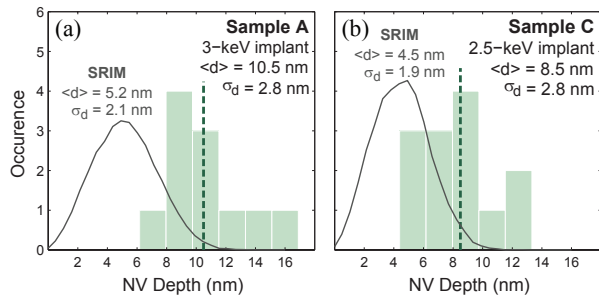 (a)
Sample A
3-keV implant
<d> = 10.5 nm
σd = 2.8 nm
SRIM
<d> = 5.2 nm
σd = 2.1 nm
6
5
4
3
2
1
0
Occurence
2 4 6 8 10 12 14 16
NV Depth (nm)
(b)
Sample C
2.5-keV implant
<d> = 8.5 nm
σd = 2.8 nm
SRIM
<d> = 4.5 nm
σd = 1.9 nm
2 4 6 8 10 12 14 16
NV Depth (nm)